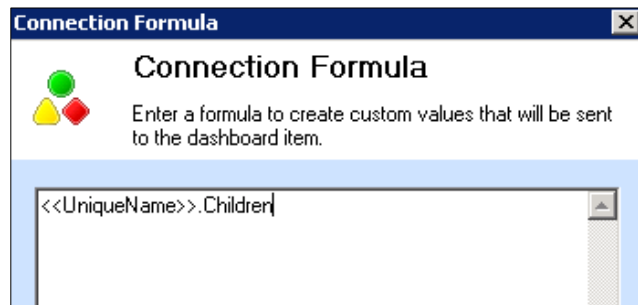 Connection Formula
Connection Formula
Enter a formula to create custom values that will be sent
to the dashboard item.
<<UniqueName>>.Children